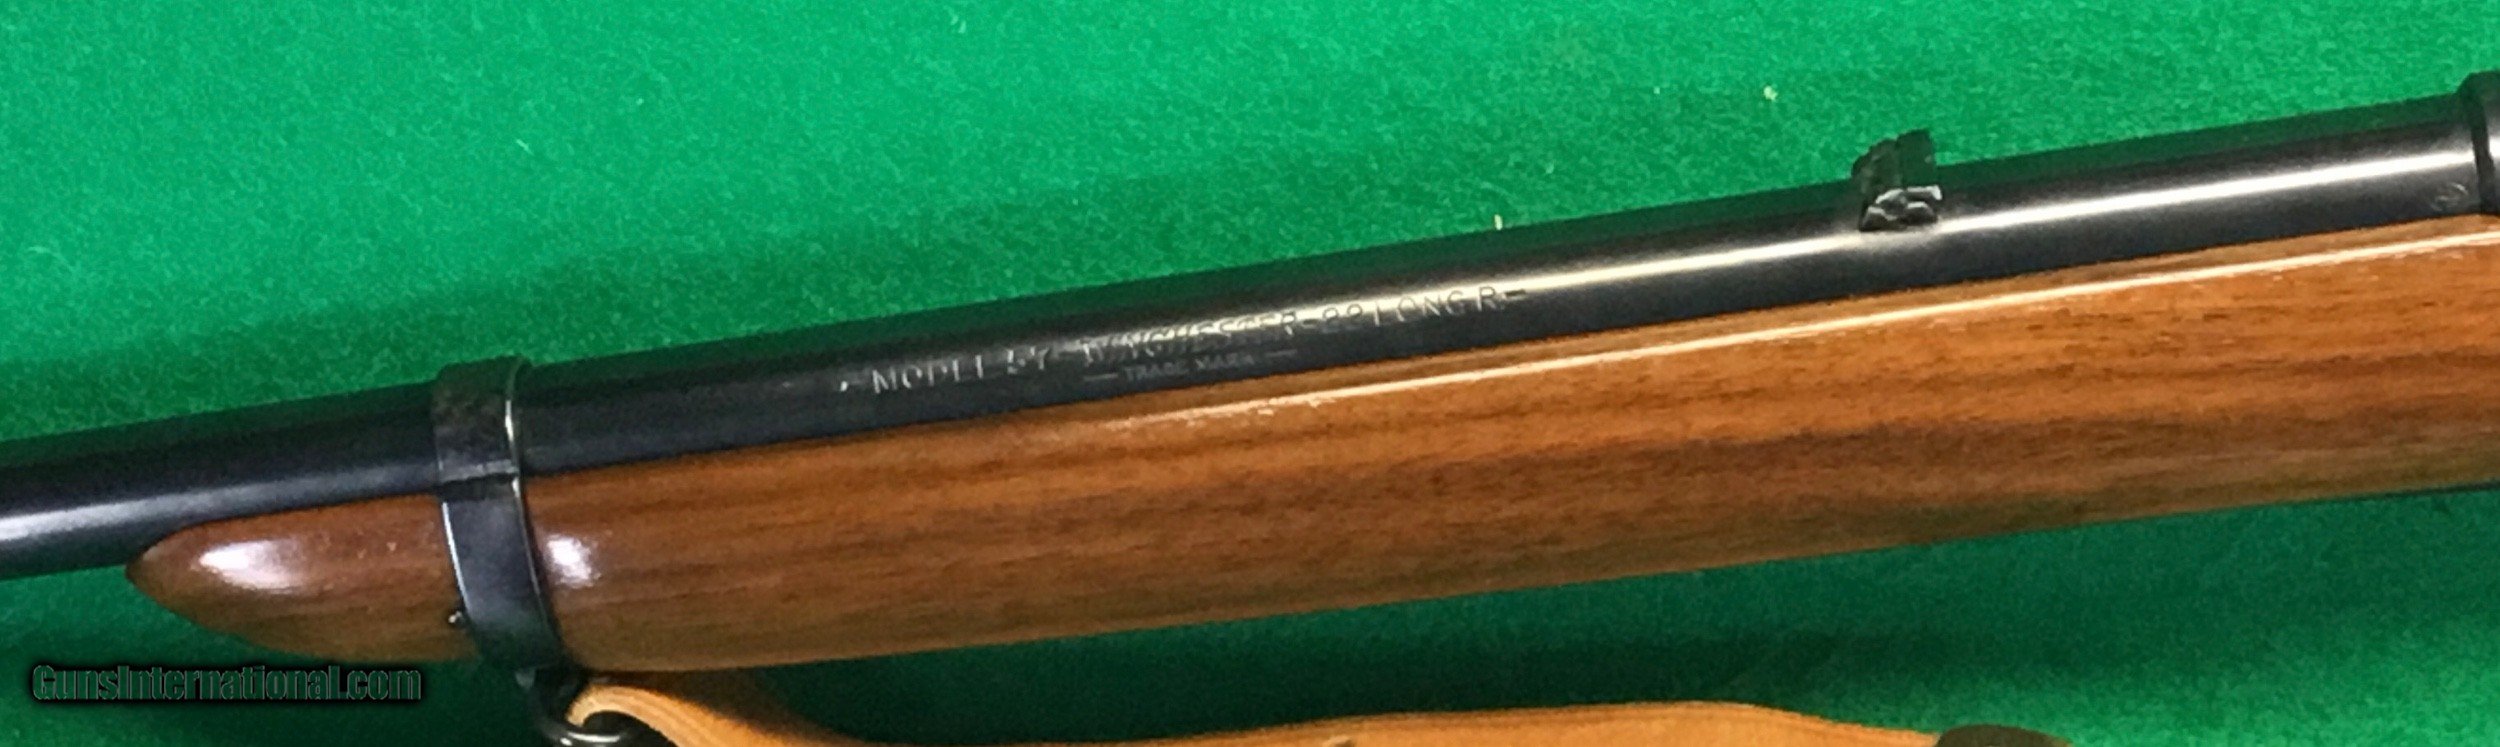 -MODEL 57-WINCHESTER-22 LONG R-
— TRADE MARK —
GunsInternational.com